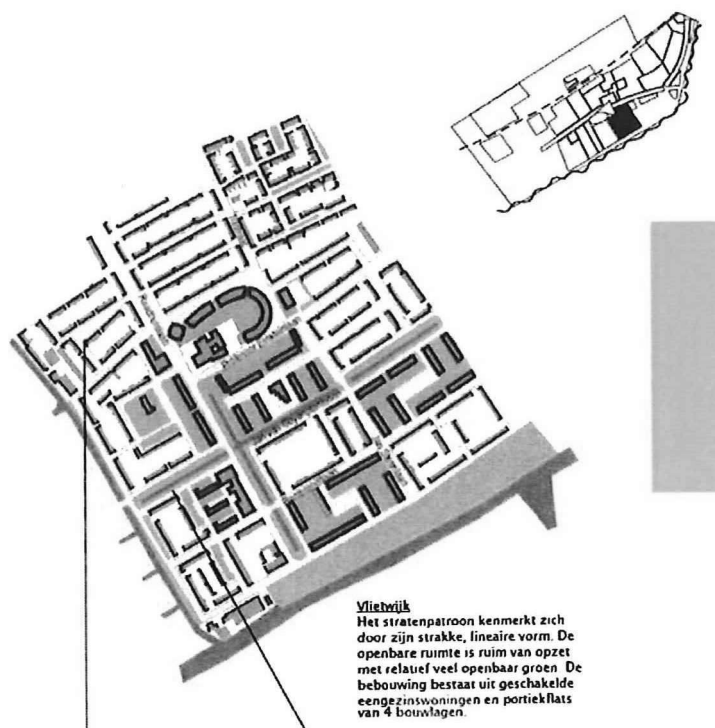 Vlietwijk
Het stratenpatroon kenmerkt zich
door zijn strakke, lineaire vorm. De
openbare ruimte is ruim van opzet
met relatief veel openbaar groen De
bebouwing bestaat uit geschakelde
eengezinswoningen en portiekflats
van 4 bouwlagen.